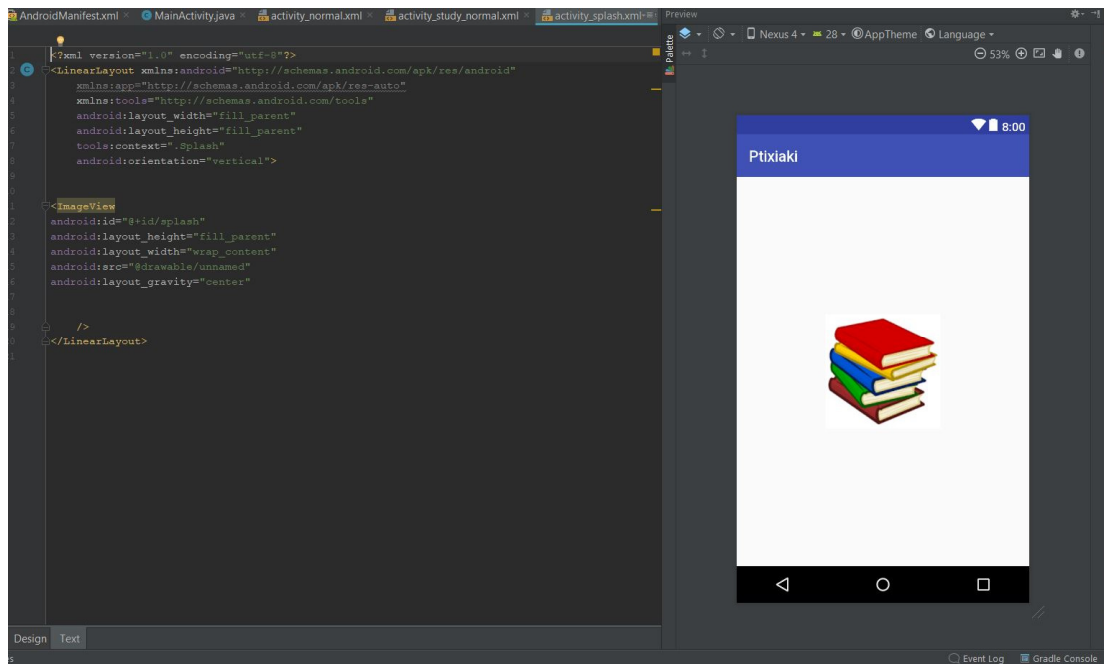 AndroidManifest.xml × MainActivity.java × activity_normal.xml × activity_study_normal.xml × activity_splash.xml
Preview
Palette
Nexus 4 28 AppTheme Language
53%
<?xml version="1.0" encoding="utf-8"?>
<LinearLayout xmlns:android="http://schemas.android.com/apk/res/android"
xmlns:app="http://schemas.android.com/apk/res-auto"
xmlns:tools="http://schemas.android.com/tools"
android:layout_width="fill_parent"
android:layout_height="fill_parent"
tools:context=".Splash"
android:orientation="vertical">
<ImageView
android:id="@+id/splash"
android:layout_height="fill_parent"
android:layout_width="wrap_content"
android:src="@drawable/unnamed"
android:layout_gravity="center"
/>
</LinearLayout>
8:00
Ptixiaki
Design Text
Event Log Gradle Console